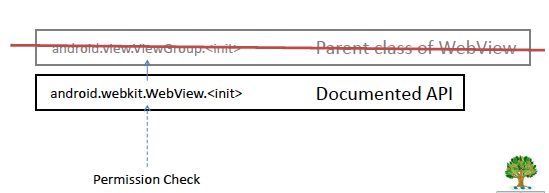 android.view.ViewGroup.<init> Parent class of WebView
android.webkit.WebView.<init> Documented API
Permission Check